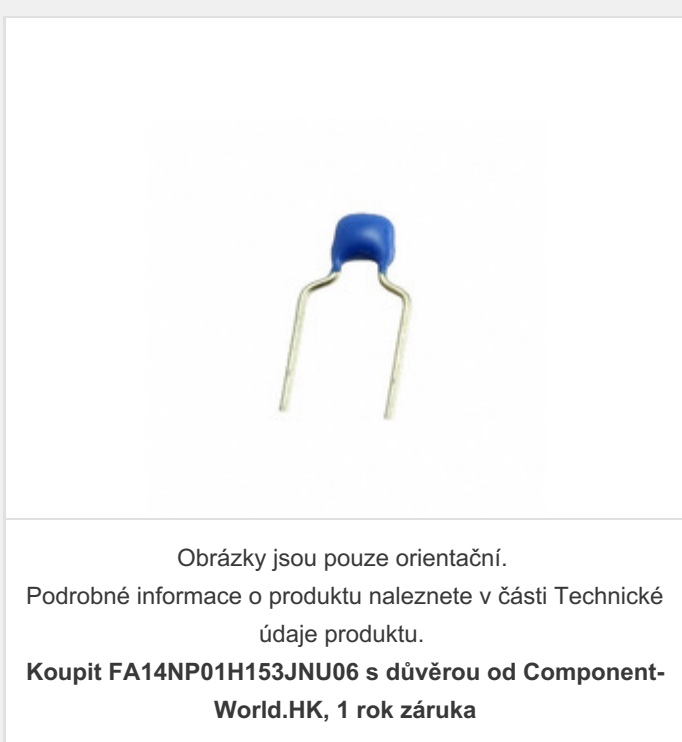 Obrázky jsou pouze orientační.
Podrobné informace o produktu naleznete v části Technické
údaje produktu.
Koupit FA14NP01H153JNU06 s důvěrou od Component-
World.HK, 1 rok záruka